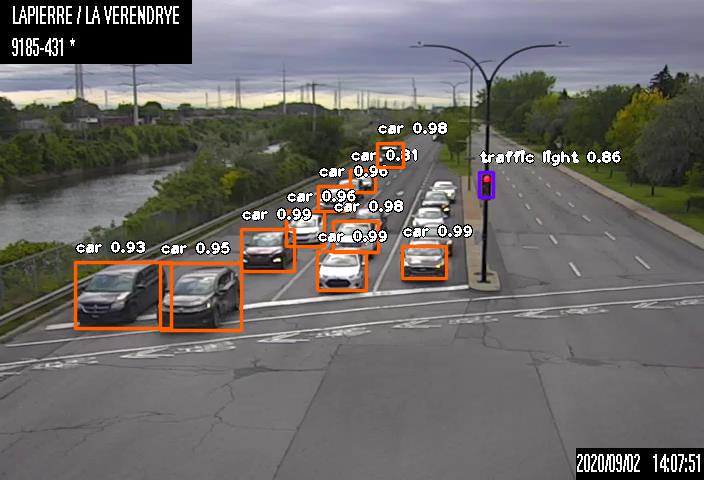 LAPIERRE / LA VERENDRYE
9185-431 *
car 0.98
car 0.81
traffic light 0.86
car 0.96
car 0.96
car 0.98
car 0.99
car 0.99
car 0.99
car 0.93
car 0.95
2020/09/02 14:07:51